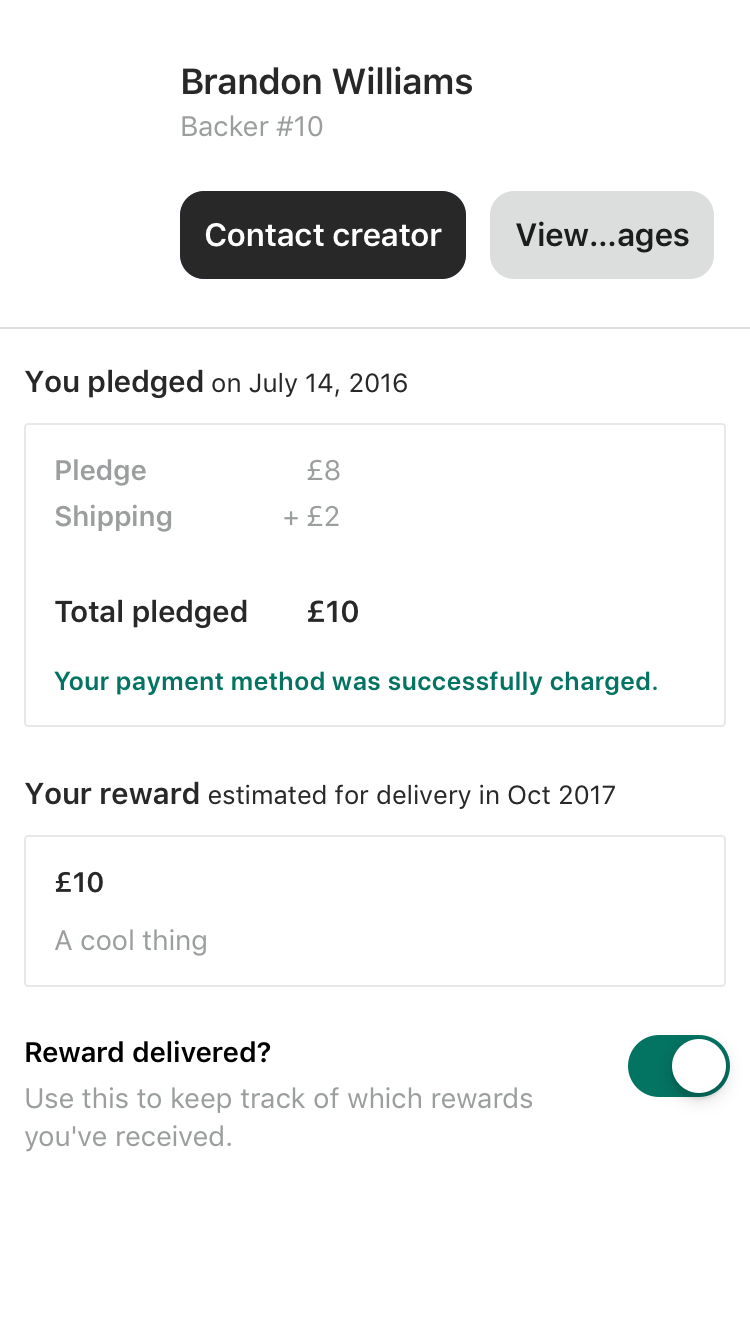 Brandon Williams
Backer #10
Contact creator
View...ages
You pledged on July 14, 2016
Pledge £8
Shipping + £2
Total pledged £10
Your payment method was successfully charged.
Your reward estimated for delivery in Oct 2017
£10
A cool thing
Reward delivered?
Use this to keep track of which rewards
you've received.